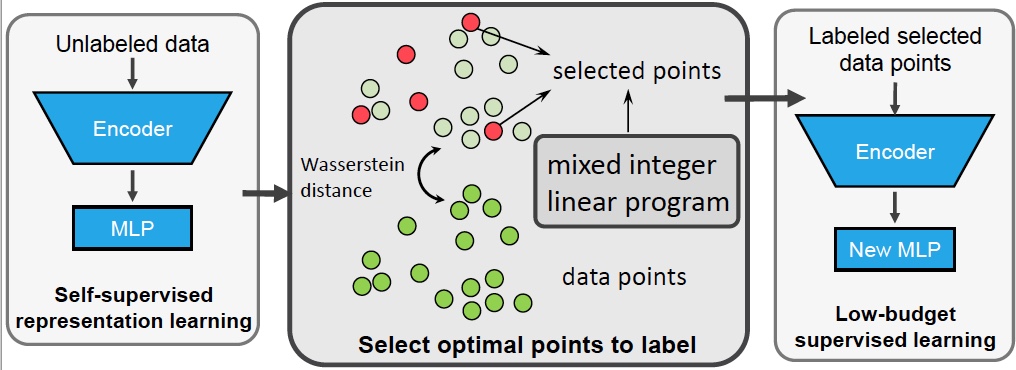 Unlabeled data
Encoder
MLP
Self-supervised
representation learning
selected points
Wasserstein
distance
mixed integer
linear program
data points
Select optimal points to label
Labeled selected
data points
Encoder
New MLP
Low-budget
supervised learning